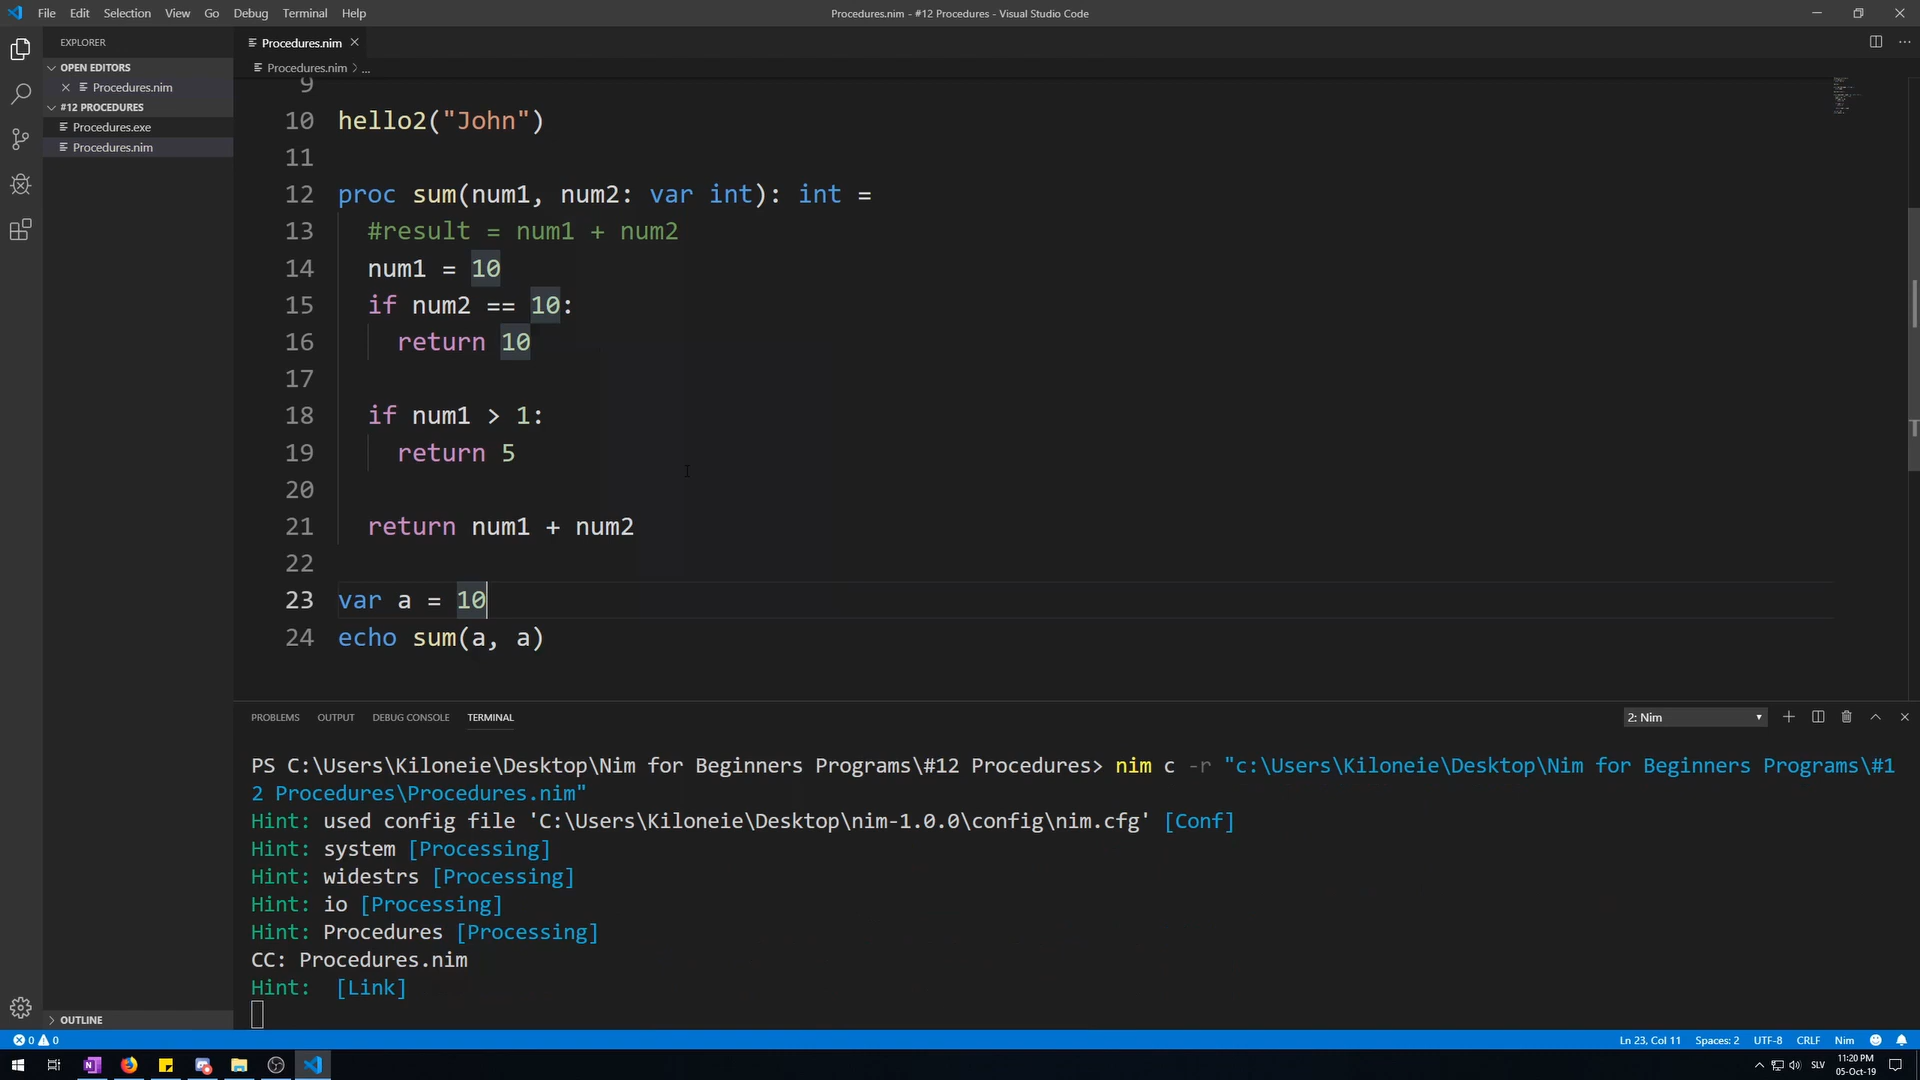 File Edit Selection View Go Debug Terminal Help
Procedures.nim - #12 Procedures - Visual Studio Code
EXPLORER
OPEN EDITORS
Procedures.nim
#12 PROCEDURES
Procedures.exe
Procedures.nim
OUTLINE
Procedures.nim
Procedures.nim > ...
9
10 hello2("John")
11
12 proc sum(num1, num2: var int): int =
13 #result = num1 + num2
14 num1 = 10
15 if num2 == 10:
16 return 10
17
18 if num1 > 1:
19 return 5
20
21 return num1 + num2
22
23 var a = 10
24 echo sum(a, a)
PROBLEMS OUTPUT DEBUG CONSOLE TERMINAL
2: Nim
PS C:\Users\Kiloneie\Desktop\Nim for Beginners Programs\#12 Procedures> nim c -r "c:\Users\Kiloneie\Desktop\Nim for Beginners Programs\#1
2 Procedures\Procedures.nim"
Hint: used config file 'C:\Users\Kiloneie\Desktop\nim-1.0.0\config\nim.cfg' [Conf]
Hint: system [Processing]
Hint: widestrs [Processing]
Hint: io [Processing]
Hint: Procedures [Processing]
CC: Procedures.nim
Hint: [Link]
0 0
Ln 23, Col 11 Spaces: 2 UTF-8 CRLF Nim
SLV
11:20 PM
05-Oct-19